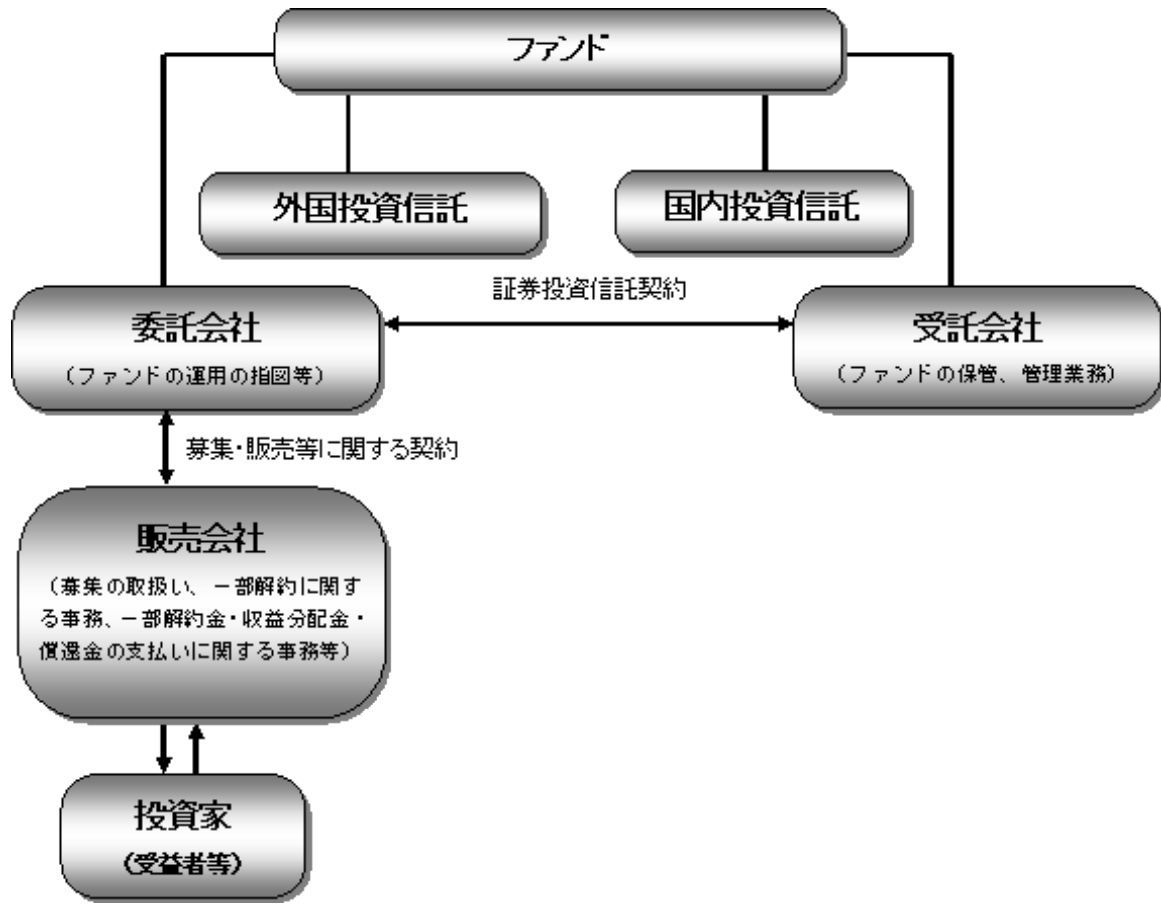 ファンド
外国投資信託
国内投資信託
証券投資信託契約
委託会社
（ファンドの運用の指図等）
受託会社
（ファンドの保管、管理業務）
募集・販売等に関する契約
販売会社
（募集の取扱い、一部解約に関す
る事務、一部解約金・収益分配金・
償還金の支払いに関する事務等）
投資家
（受益者等）